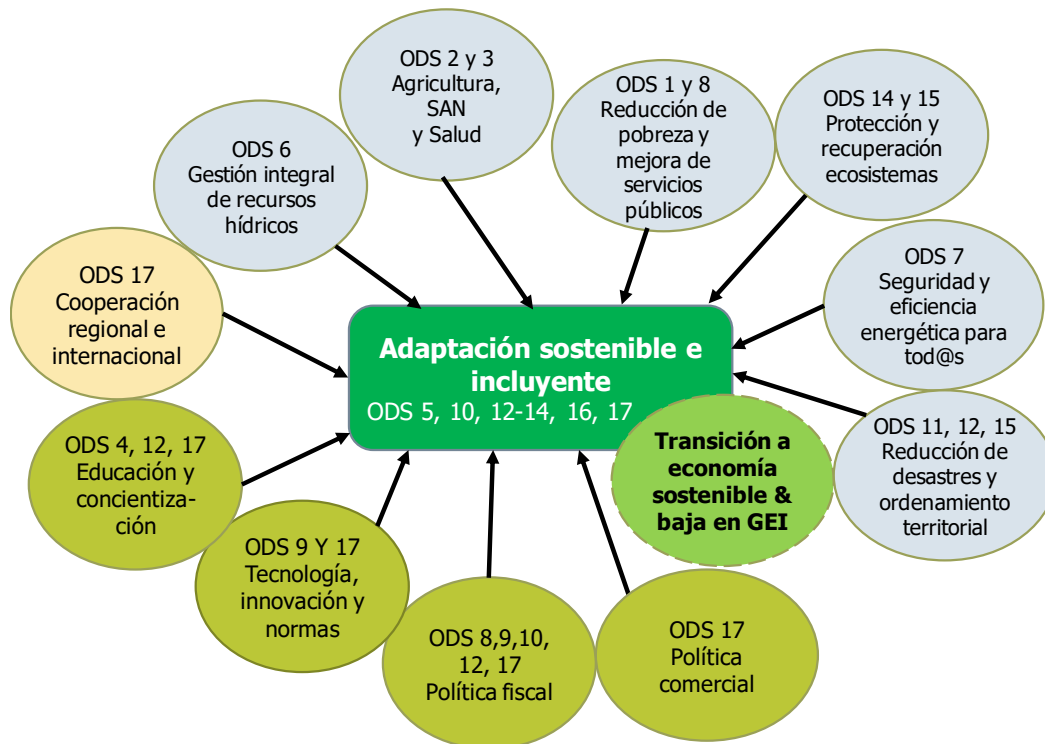 ODS 2 y 3
Agricultura,
SAN
y Salud
ODS 1 y 8
Reducción de
pobreza y
mejora de
servicios
públicos
ODS 14 y 15
Protección y
recuperación
ecosistemas
ODS 6
Gestión integral
de recursos
hídricos
ODS 7
Seguridad y
eficiencia
energética para
tod@s
ODS 17
Cooperación
regional e
internacional
Adaptación sostenible e
incluyente
ODS 5, 10, 12-14, 16, 17
Transición a
economía
sostenible &
baja en GEI
ODS 11, 12, 15
Reducción de
desastres y
ordenamiento
territorial
ODS 4, 12, 17
Educación y
concientiza-
ción
ODS 9 Y 17
Tecnología,
innovación y
normas
ODS 8,9,10,
12, 17
Política fiscal
ODS 17
Política
comercial